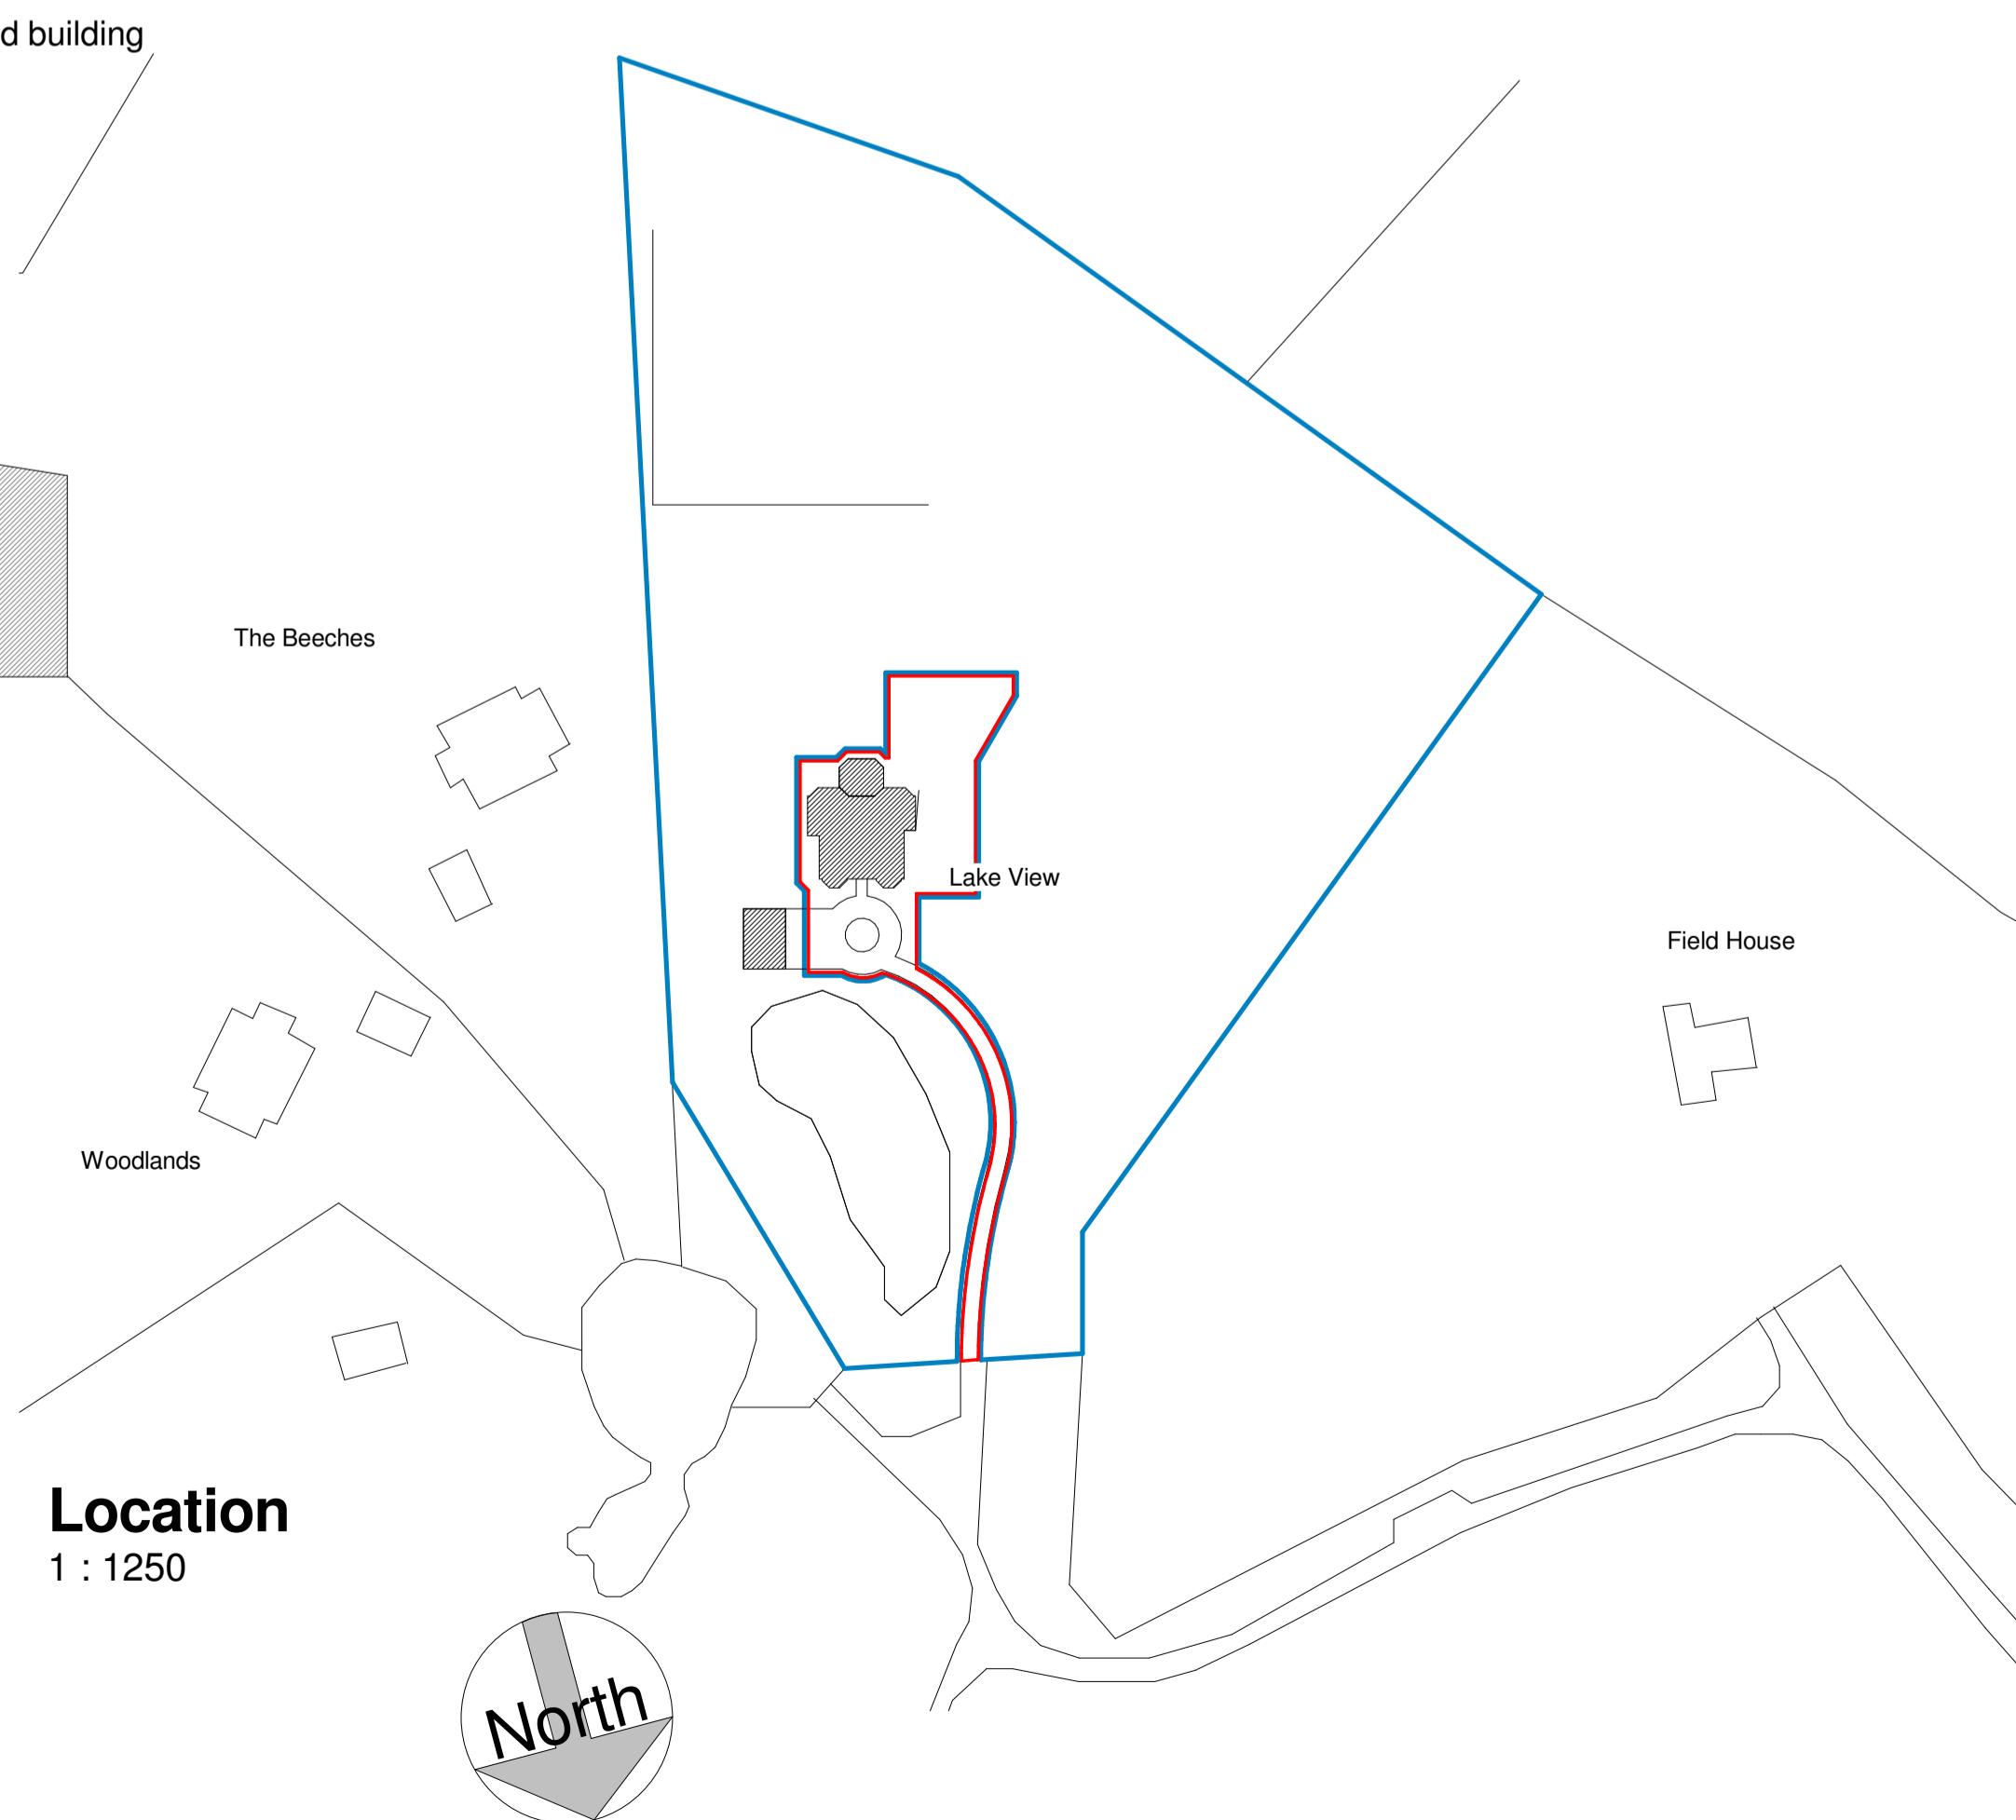 d building
The Beeches
Lake View
Field House
Woodlands
Location
1 : 1250
North